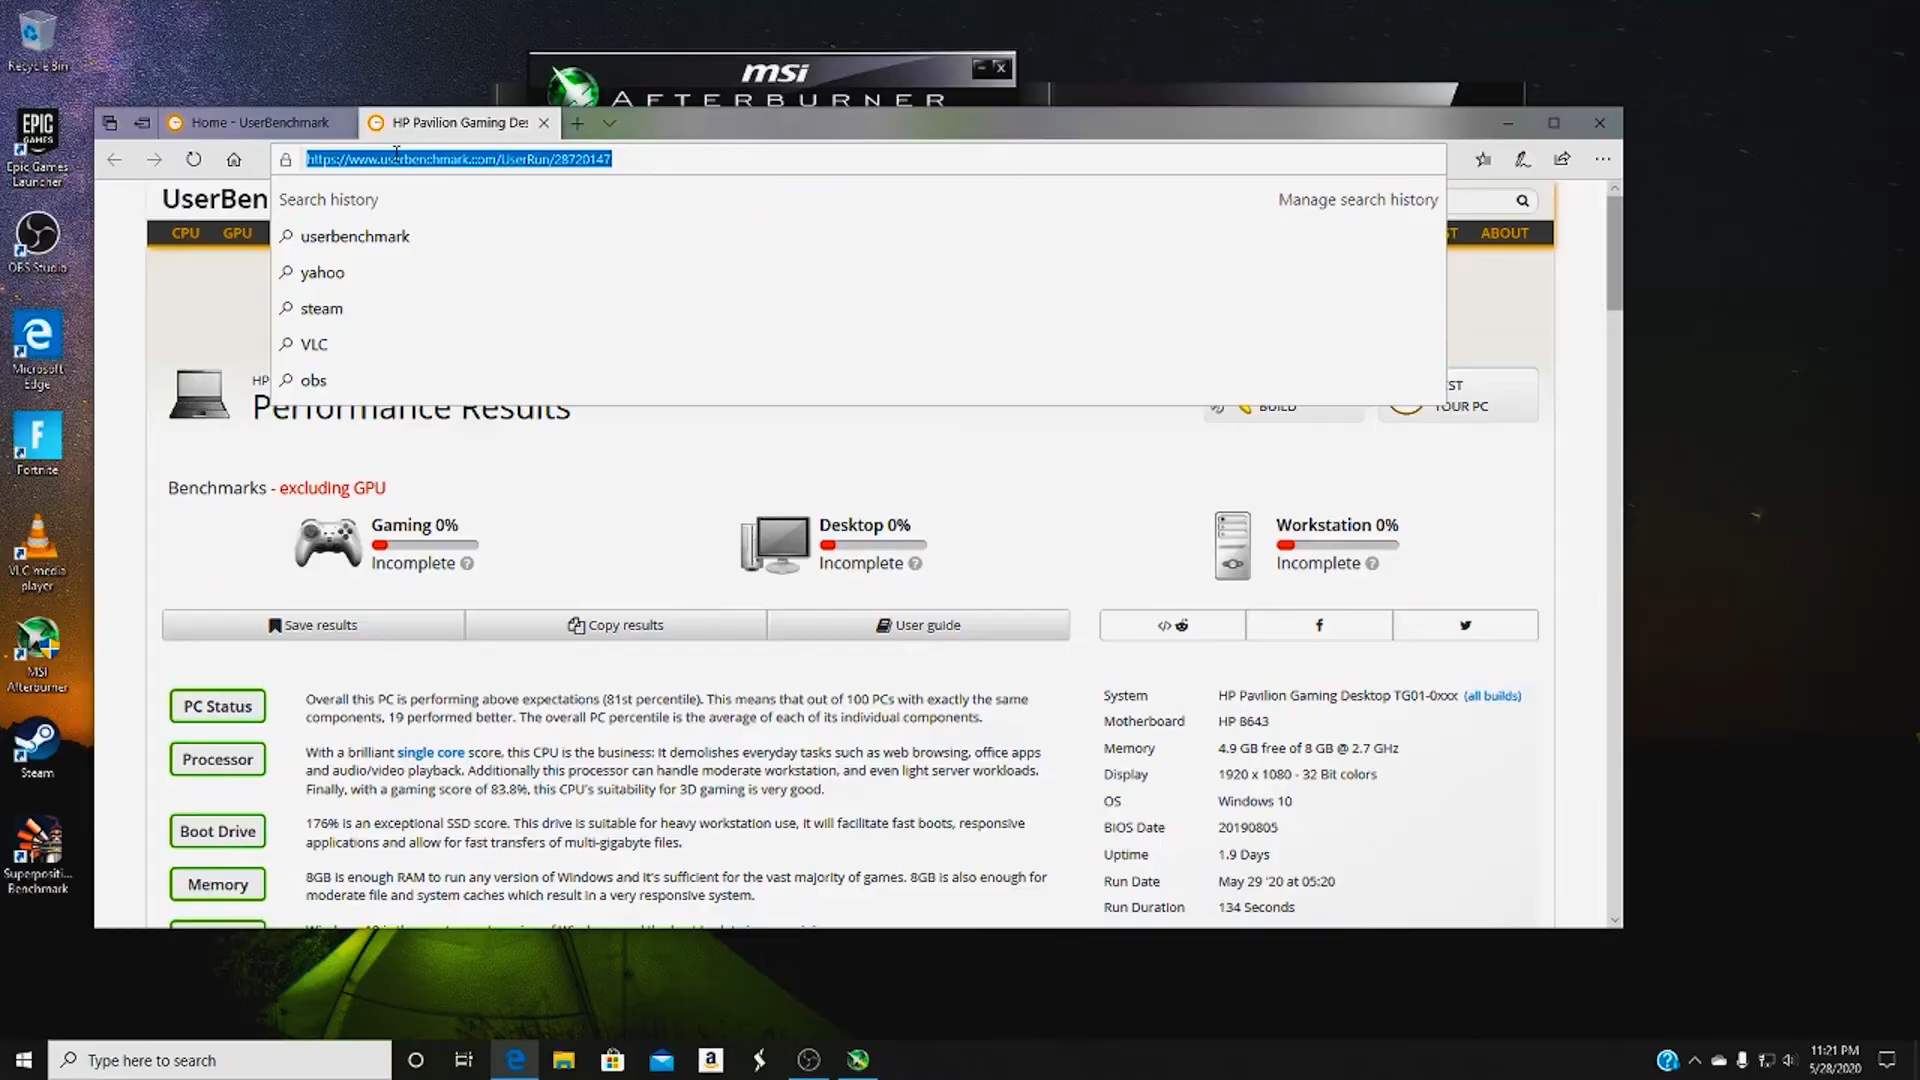 Recycle Bin
Epic Games
Launcher
OBS Studio
Microsoft
Edge
Fortnite
VLC media
player
MSI
Afterburner
Steam
Superpositi...
Benchmark
EPIC
GAMES
msi
AFTERBURNER
Home - UserBenchmark
HP Pavilion Gaming Des
https://www.userbenchmark.com/UserRun/28720147
Search history
Manage search history
userbenchmark
yahoo
steam
VLC
obs
UserBen
CPU GPU
ST ABOUT
HP
Performance Results
BUILD
ST
YOUR PC
Benchmarks - excluding GPU
Gaming 0%
Incomplete
Desktop 0%
Incomplete
Workstation 0%
Incomplete
Save results
Copy results
User guide
PC Status
Overall this PC is performing above expectations (81st percentile). This means that out of 100 PCs with exactly the same
components, 19 performed better. The overall PC percentile is the average of each of its individual components.
Processor
With a brilliant single core score, this CPU is the business: It demolishes everyday tasks such as web browsing, office apps
and audio/video playback. Additionally this processor can handle moderate workstation, and even light server workloads.
Finally, with a gaming score of 83.8%, this CPU's suitability for 3D gaming is very good.
Boot Drive
176% is an exceptional SSD score. This drive is suitable for heavy workstation use, it will facilitate fast boots, responsive
applications and allow for fast transfers of multi-gigabyte files.
Memory
8GB is enough RAM to run any version of Windows and it's sufficient for the vast majority of games. 8GB is also enough for
moderate file and system caches which result in a very responsive system.
System HP Pavilion Gaming Desktop TG01-0xxx (all builds)
Motherboard HP 8643
Memory 4.9 GB free of 8 GB @ 2.7 GHz
Display 1920 x 1080 - 32 Bit colors
OS Windows 10
BIOS Date 20190805
Uptime 1.9 Days
Run Date May 29 '20 at 05:20
Run Duration 134 Seconds
Type here to search
11:21 PM
5/28/2020